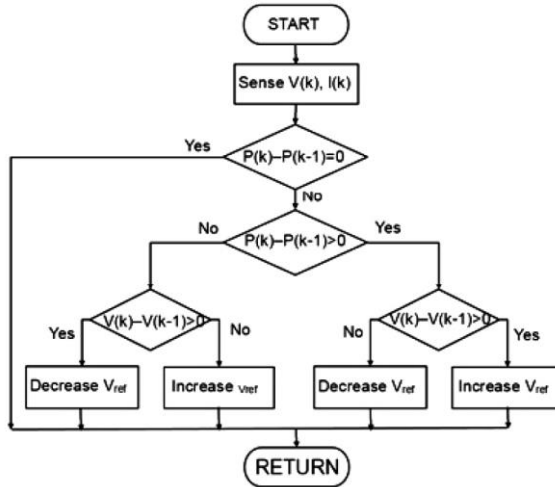 START
Sense V(k), I(k)
Yes
P(k)–P(k-1)=0
No
No
P(k)–P(k-1)>0
Yes
V(k)–V(k-1)>0
V(k)–V(k-1)>0
Yes
No
No
Yes
Decrease Vref
Increase Vref
Decrease Vref
Increase Vref
RETURN